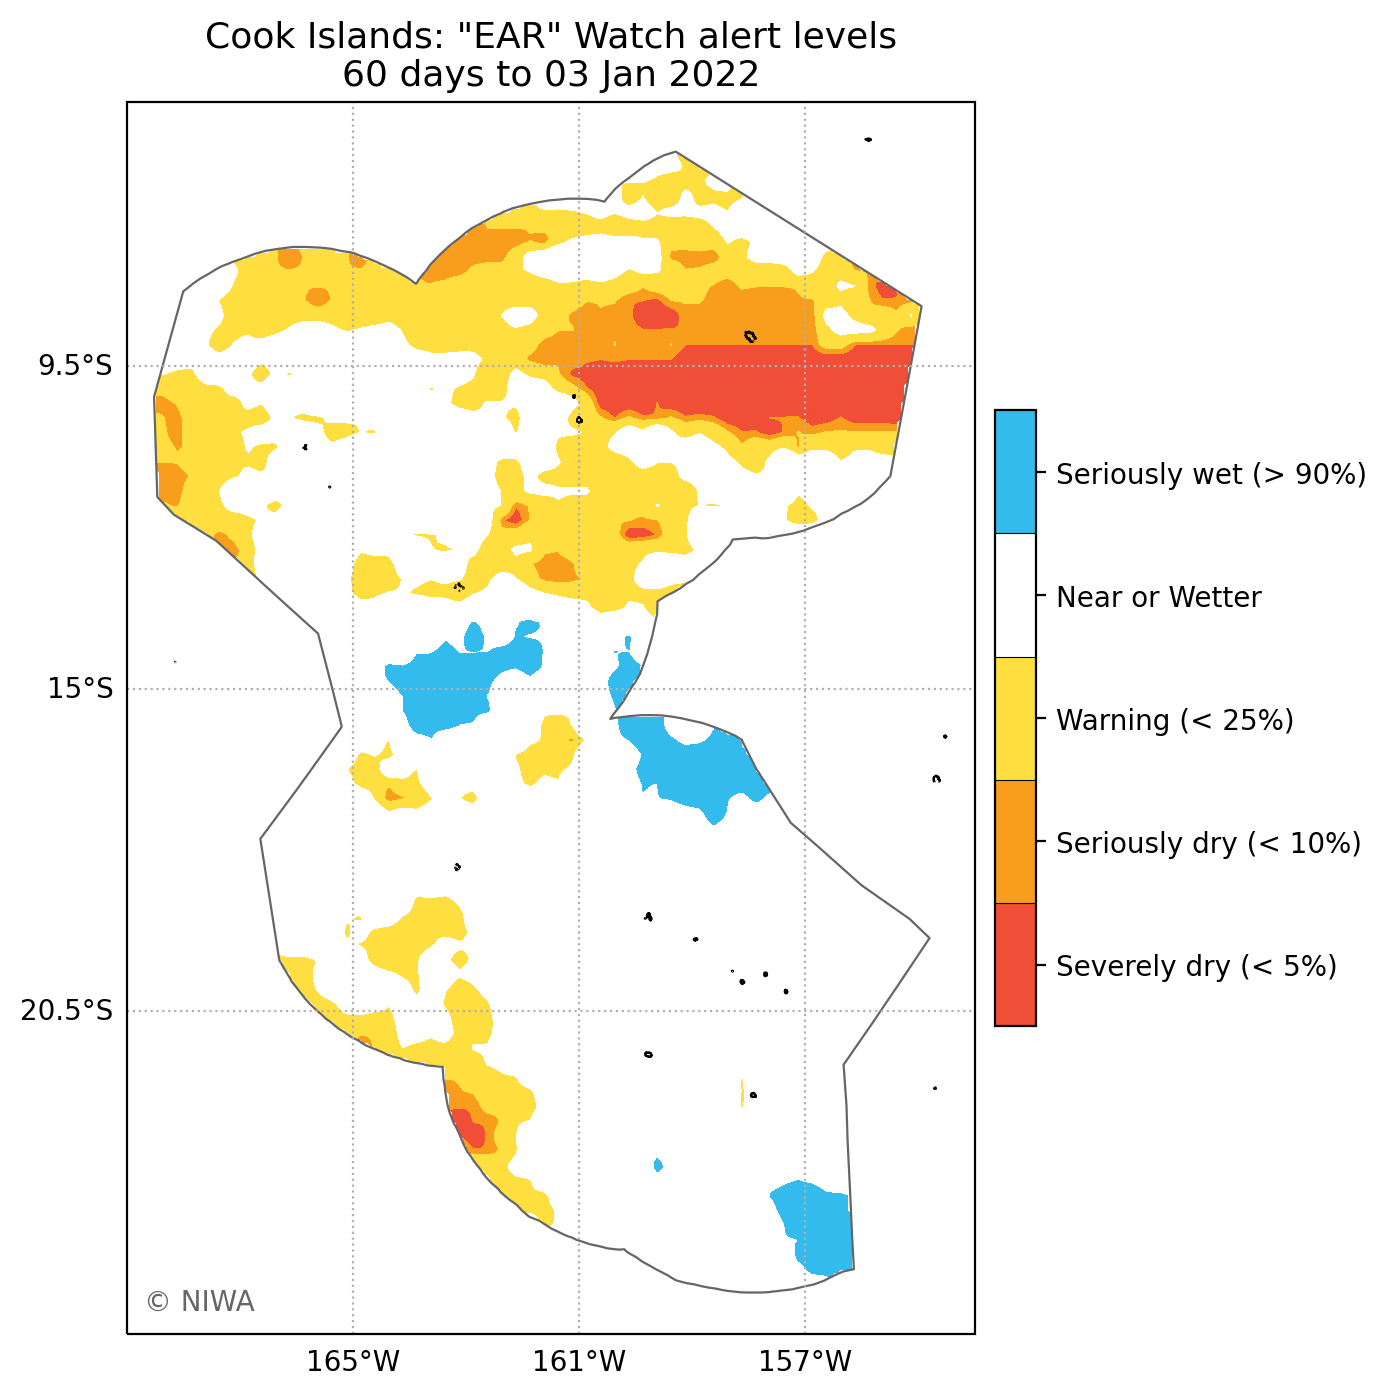 Cook Islands: "EAR" Watch alert levels
60 days to 03 Jan 2022
9.5°S
15°S
20.5°S
165°W
161°W
157°W
Seriously wet (> 90%)
Near or Wetter
Warning (< 25%)
Seriously dry (< 10%)
Severely dry (< 5%)
© NIWA